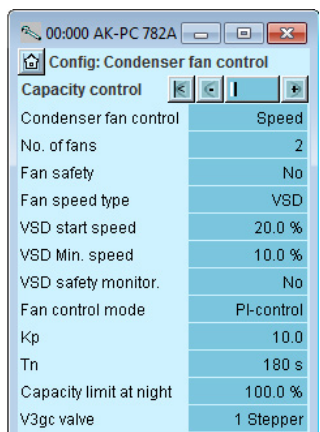 00:000 AK-PC 782A
Config: Condenser fan control
Capacity control
Condenser fan control Speed
No. of fans 2
Fan safety No
Fan speed type VSD
VSD start speed 20.0 %
VSD Min. speed 10.0 %
VSD safety monitor. No
Fan control mode PI-control
Kp 10.0
Tn 180 s
Capacity limit at night 100.0 %
V3gc valve 1 Stepper